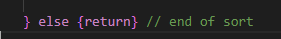 } else {return} // end of sort